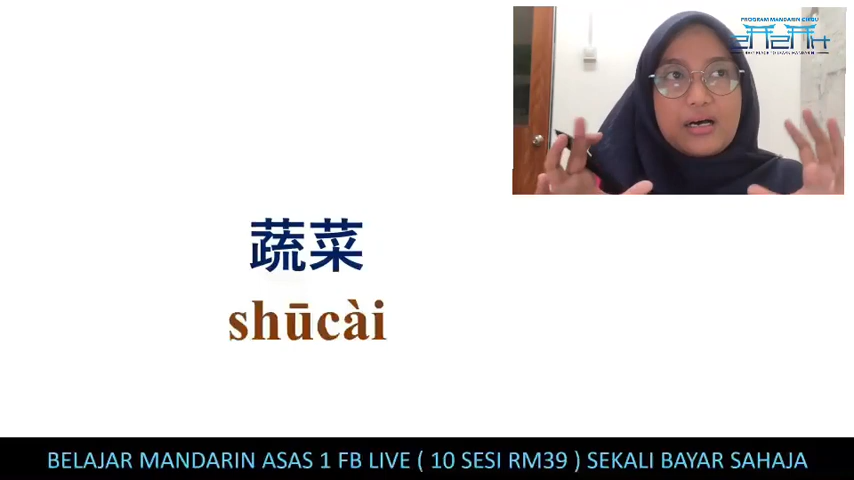 PROGRAM MANDARIN CIKGU
蔬菜
shūcài
BELAJAR MANDARIN ASAS 1 FB LIVE ( 10 SESI RM39 ) SEKALI BAYAR SAHAJA